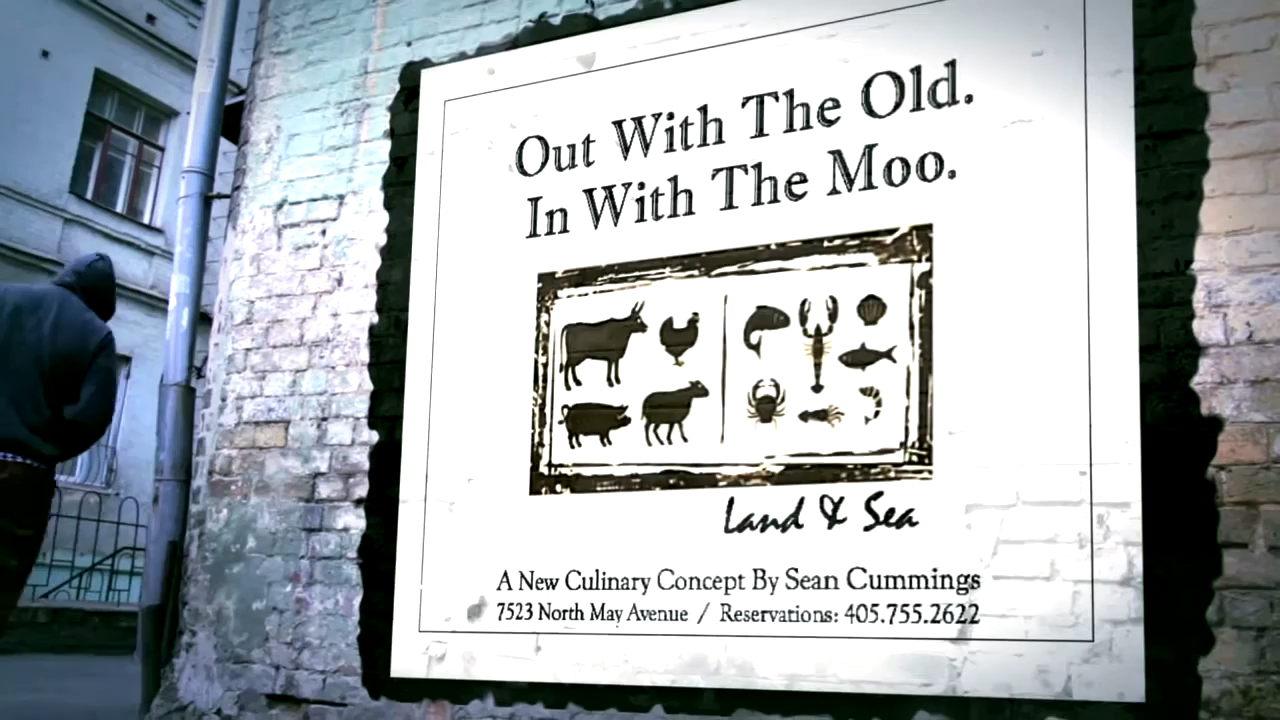 Out With The Old.
In With The Moo.
Land & Sea
A New Culinary Concept By Sean Cummings
7523 North May Avenue / Reservations: 405.755.2622